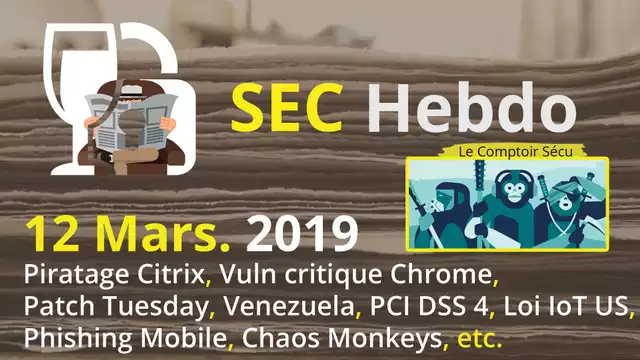 SEC Hebdo
Le Comptoir Sécu
12 Mars. 2019
Piratage Citrix, Vuln critique Chrome,
Patch Tuesday, Venezuela, PCI DSS 4, Loi IoT US,
Phishing Mobile, Chaos Monkeys, etc.